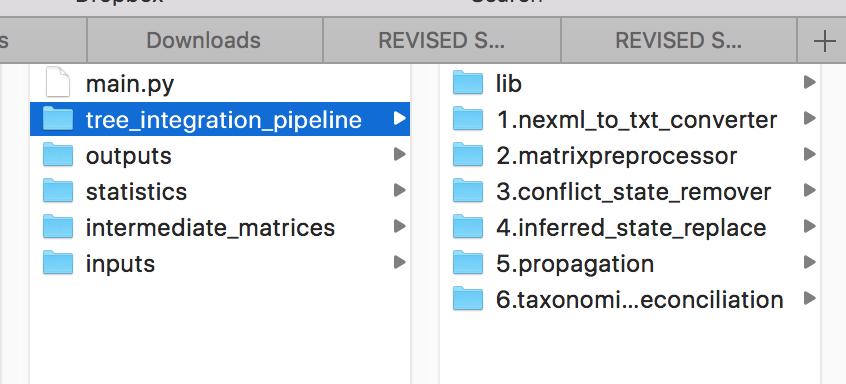 Dropbox
Search
s
Downloads
REVISED S...
REVISED S...
main.py
tree_integration_pipeline
outputs
statistics
intermediate_matrices
inputs
lib
1.nexml_to_txt_converter
2.matrixpreprocessor
3.conflict_state_remover
4.inferred_state_replace
5.propagation
6.taxonomi...econciliation